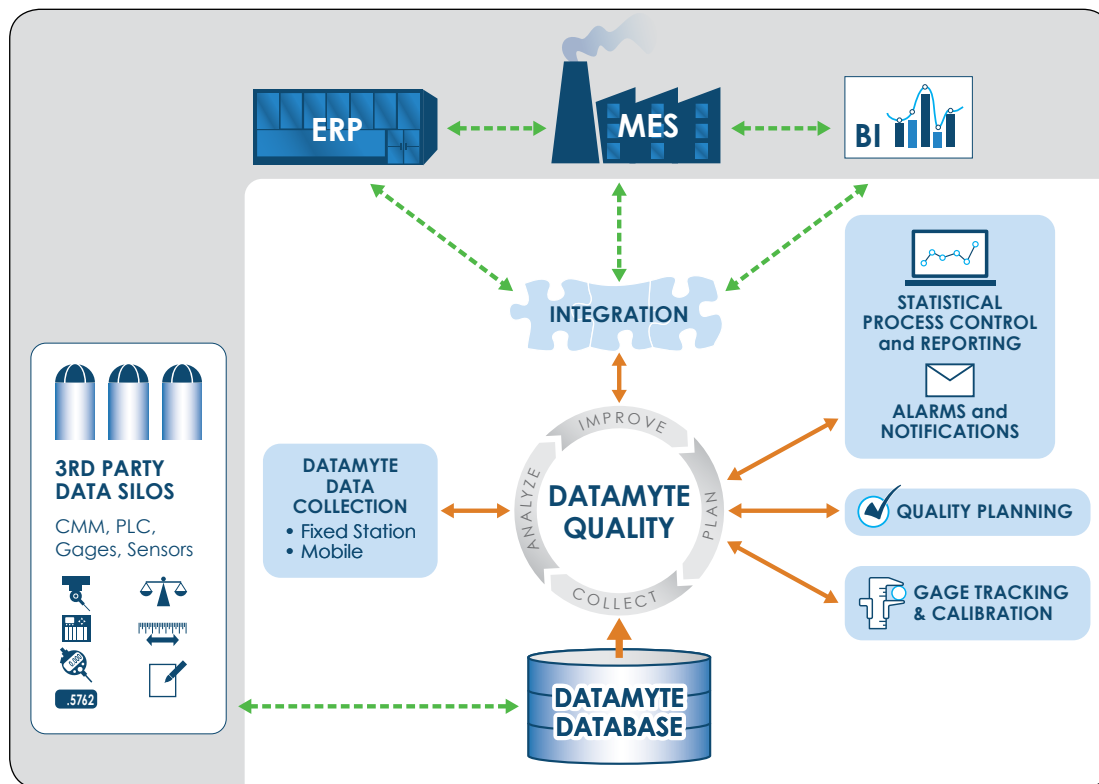 ERP
MES
BI
INTEGRATION
STATISTICAL
PROCESS CONTROL
and REPORTING
ALARMS and
NOTIFICATIONS
3RD PARTY
DATA SILOS
CMM, PLC,
Gages, Sensors
0.000
.5762
DATAMYTE
DATA
COLLECTION
• Fixed Station
• Mobile
IMPROVE
PLAN
COLLECT
ANALYZE
DATAMYTE
QUALITY
QUALITY PLANNING
GAGE TRACKING
& CALIBRATION
DATAMYTE
DATABASE